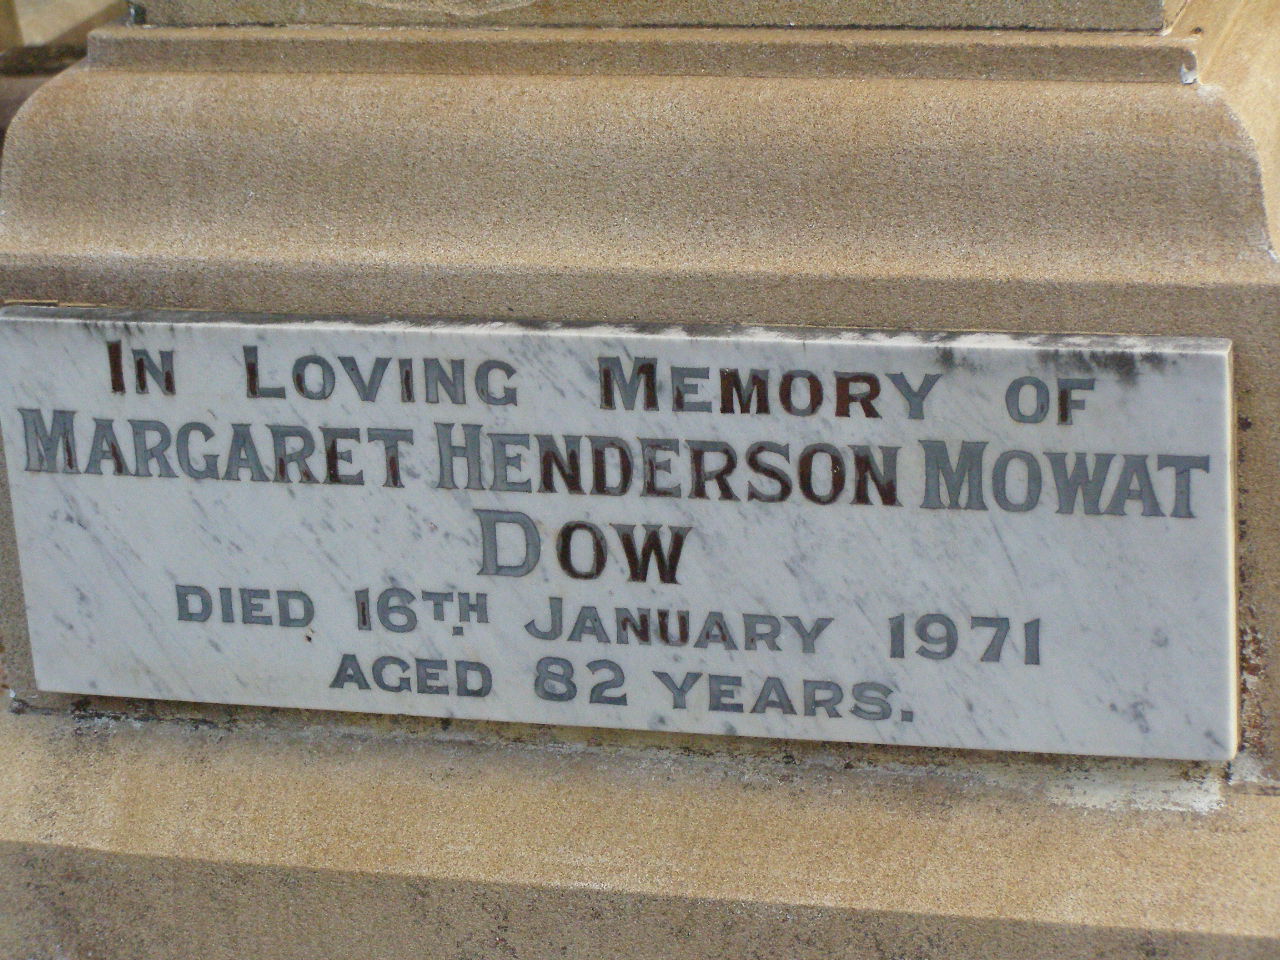 IN LOVING MEMORY OF
MARGARET HENDERSON MOWAT
DOW
DIED 16TH. JANUARY 1971
AGED 82 YEARS.